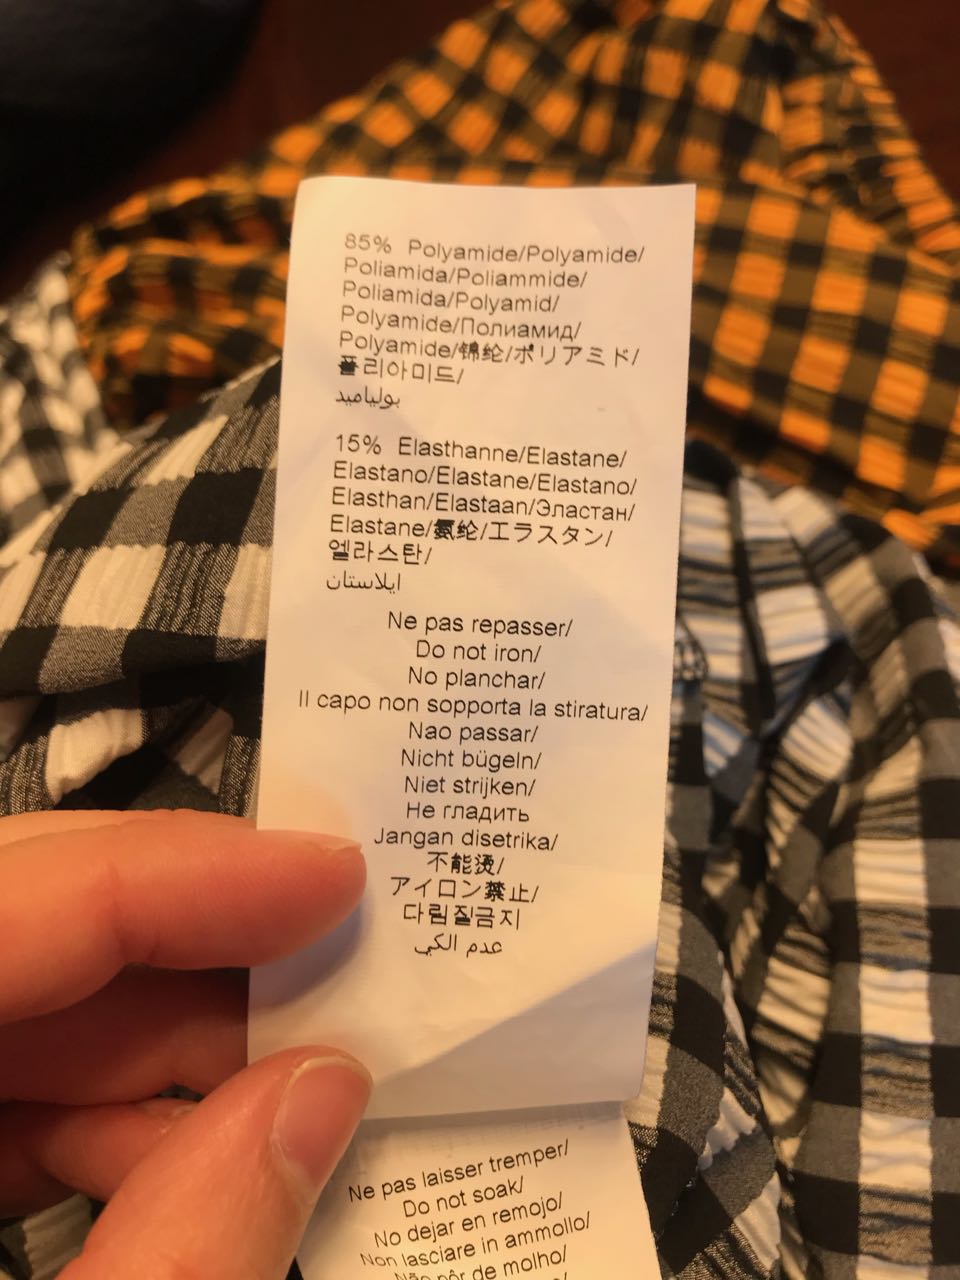 85% Polyamide/Polyamide/
Poliamida/Poliammide/
Poliamida/Polyamid/
Polyamide/Полиамид/
Polyamide/锦纶/ポリアミド/
폴리아미드/
بولياميد
15% Elasthanne/Elastane/
Elastano/Elastane/Elastano/
Elasthan/Elastaan/Эластан/
Elastane/氨纶/エラスタン/
엘라스탄/
ايلاستان
Ne pas repasser/
Do not iron/
No planchar/
Il capo non sopporta la stiratura/
Nao passar/
Nicht bügeln/
Niet strijken/
Не гладить
Jangan disetrika/
不能烫/
アイロン禁止/
다림질금지
عدم الكي
Ne pas laisser tremper/
Do not soak/
No dejar en remojo/
Non lasciare in ammollo/
Não pôr de molho/